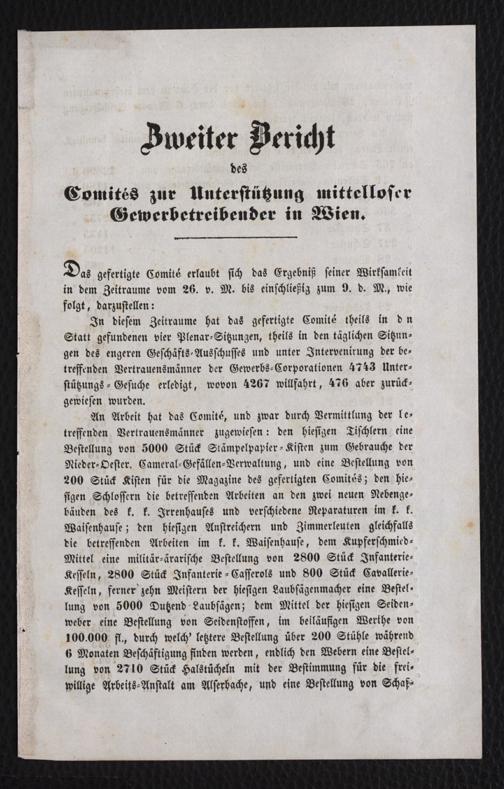 Zweiter Bericht
des
Comités zur Unterstützung mittelloser
Gewerbetreibender in Wien.
Das gefertigte Comité erlaubt sich das Ergebniß seiner Wirksamkeit
in dem Zeitraume vom 26. v. M. bis einschließig zum 9. d. M., wie
folgt, darzustellen:
In diesem Zeitraume hat das gefertigte Comité theils in d n
Statt gefundenen vier Plenar-Sitzungen, theils in den täglichen Sitzun-
gen des engeren Geschäfts-Ausschusses und unter Intervenirung der be-
treffenden Vertrauensmänner der Gewerbs-Corporationen 4743 Unter-
stützungs-Gesuche erledigt, wovon 4267 willfahrt, 476 aber zurück-
gewiesen wurden.
An Arbeit hat das Comité, und zwar durch Vermittlung der be-
treffenden Vertrauensmänner zugewiesen: den hiesigen Tischlern eine
Bestellung von 5000 Stück Stämpelpapier-Kisten zum Gebrauche der
Nieder-Oester. Cameral-Gefällen-Verwaltung, und eine Bestellung von
200 Stück Kisten für die Magazine des gefertigten Comités; den hie-
sigen Schlossern die betreffenden Arbeiten an den zwei neuen Nebenge-
bäuden des k. k. Irrenhauses und verschiedene Reparaturen im k. k.
Waisenhause; den hiesigen Anstreichern und Zimmerleuten gleichfalls
die betreffenden Arbeiten im k. k. Waisenhause, dem Kupferschmied-
Mittel eine militär-ärarische Bestellung von 2800 Stück Infanterie-
Kesseln, 2800 Stück Infanterie-Casserols und 800 Stück Cavallerie-
Kesseln, ferner zehn Meistern der hiesigen Laubsägenmacher eine Bestel-
lung von 5000 Dutzend Laubsägen; dem Mittel der hiesigen Seiden-
weber eine Bestellung von Seidenstoffen, im beiläufigen Werthe von
100.000 fl., durch welch' letztere Bestellung über 200 Stühle während
6 Monaten Beschäftigung finden werden, endlich den Webern eine Bestel-
lung von 2710 Stück Halstücheln mit der Bestimmung für die frei-
willige Arbeits-Anstalt am Alserbache, und eine Bestellung von Schaf-